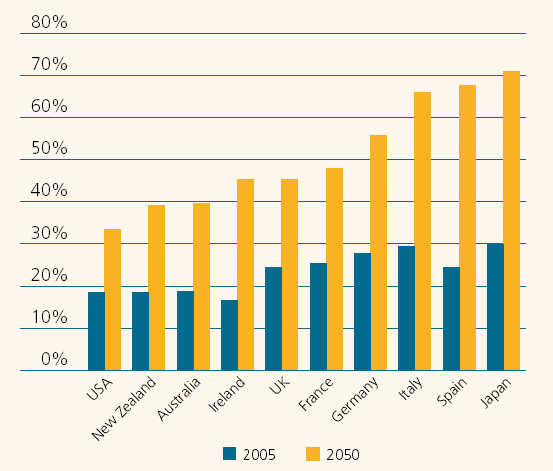 80%
70%
60%
50%
40%
30%
20%
10%
0%
USA
New Zealand
Australia
Ireland
UK
France
Germany
Italy
Spain
Japan
2005
2050